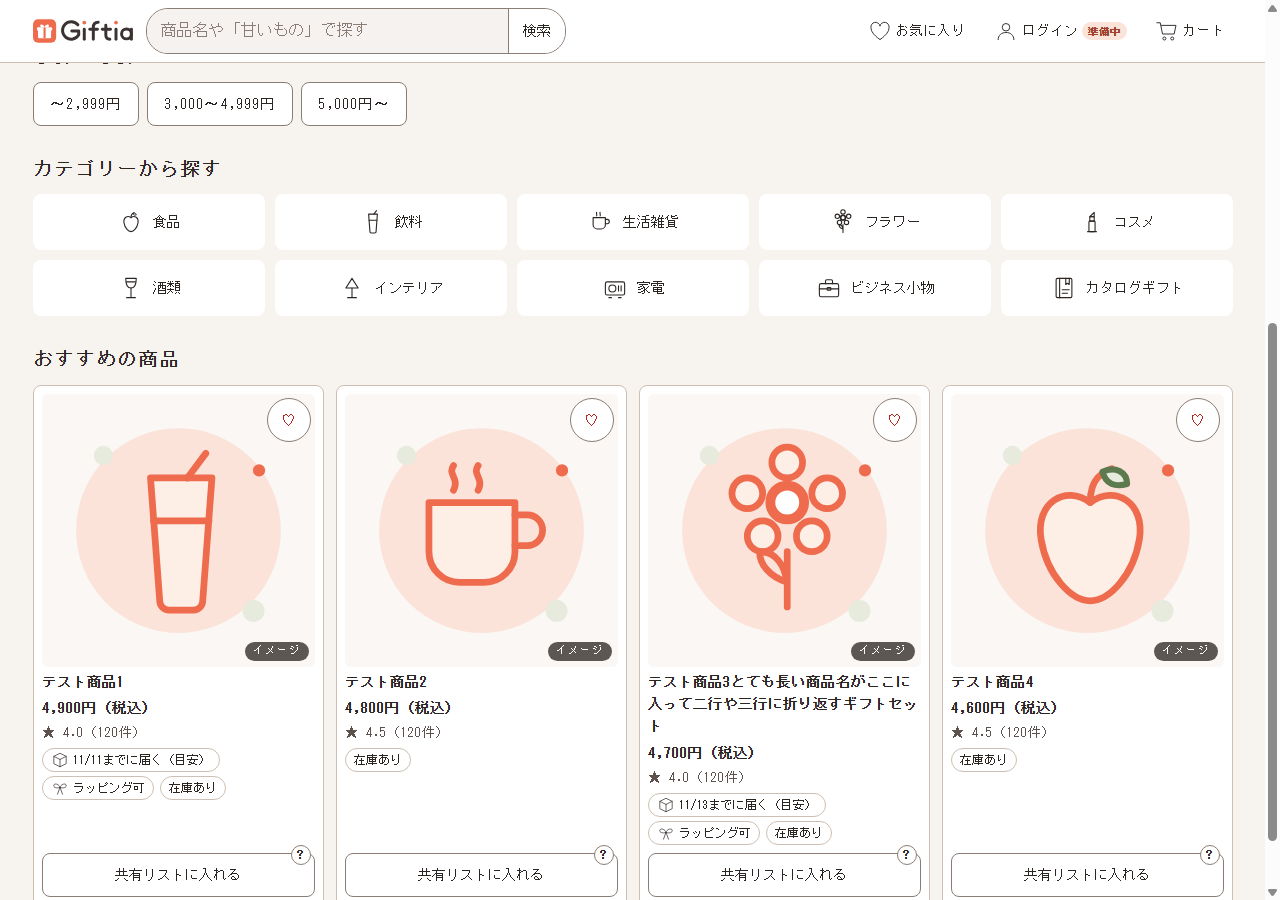 Giftia
商品名や「甘いもの」で探す
検索
お気に入り
ログイン 準備中
カート
～2,999円
3,000～4,999円
5,000円～
カテゴリーから探す
食品
飲料
生活雑貨
フラワー
コスメ
酒類
インテリア
家電
ビジネス小物
カタログギフト
おすすめの商品
イメージ
テスト商品1
4,900円（税込）
★ 4.0（120件）
11/11までに届く（目安）
ラッピング可
在庫あり
?
共有リストに入れる
イメージ
テスト商品2
4,800円（税込）
★ 4.5（120件）
在庫あり
?
共有リストに入れる
イメージ
テスト商品3とても長い商品名がここに
入って二行や三行に折り返すギフトセッ
ト
4,700円（税込）
★ 4.0（120件）
11/13までに届く（目安）
ラッピング可
在庫あり
?
共有リストに入れる
イメージ
テスト商品4
4,600円（税込）
★ 4.5（120件）
在庫あり
?
共有リストに入れる